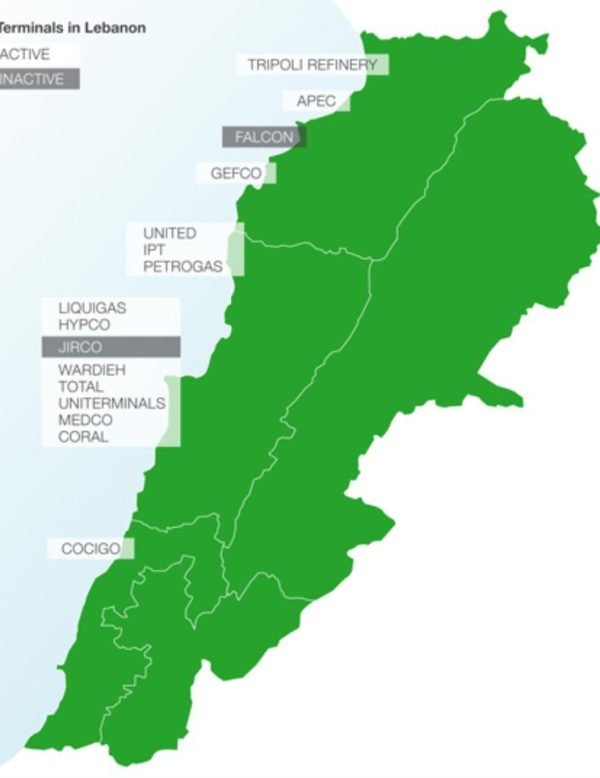 Terminals in Lebanon
ACTIVE
INACTIVE
TRIPOLI REFINERY
APEC
FALCON
GEFCO
UNITED
IPT
PETROGAS
LIQUIGAS
HYPCO
JIRCO
WARDIEH
TOTAL
UNITERMINALS
MEDCO
CORAL
COCIGO